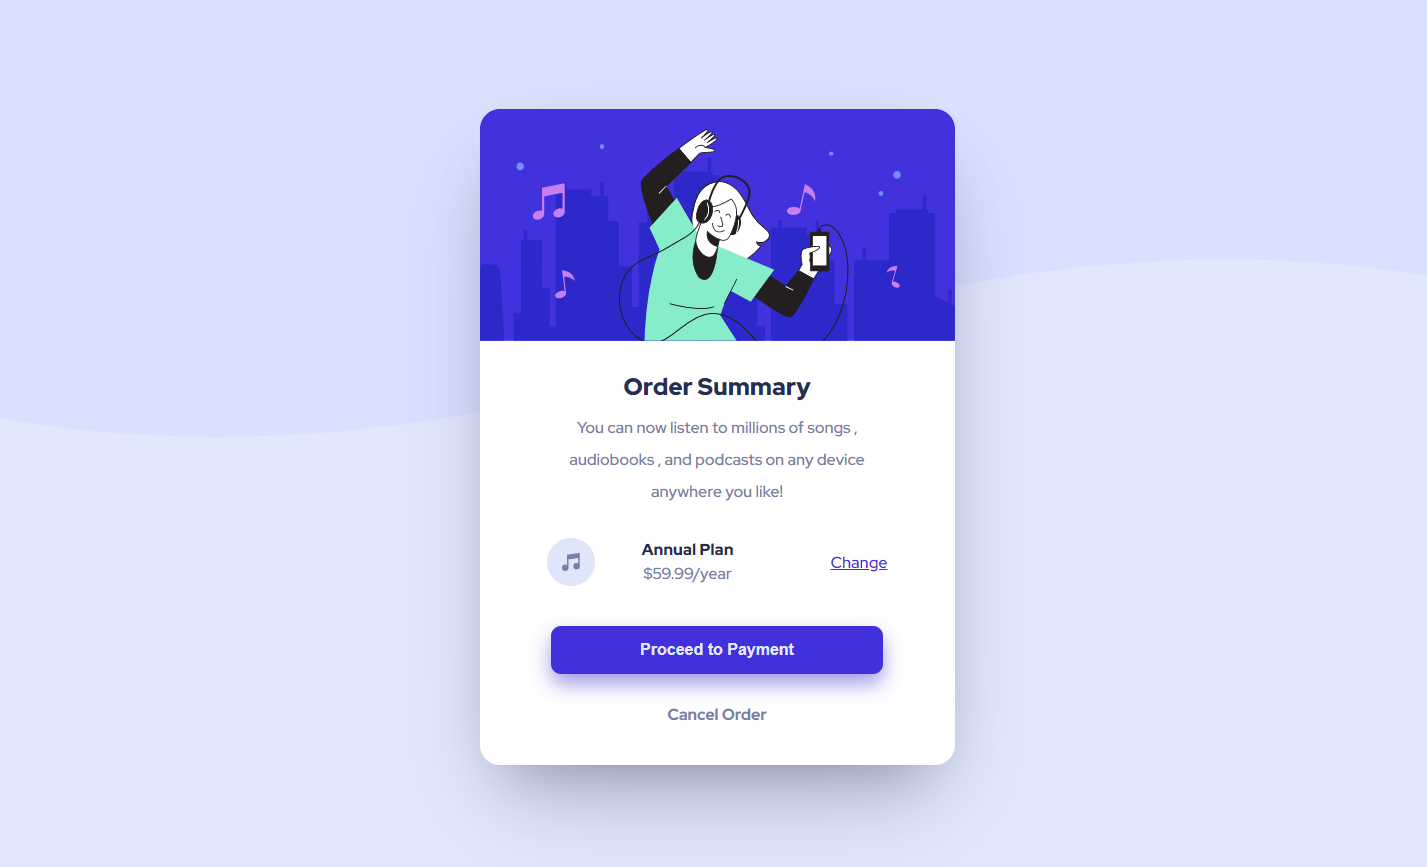 Order Summary
You can now listen to millions of songs ,
audiobooks , and podcasts on any device
anywhere you like!
Annual Plan
$59.99/year
Change
Proceed to Payment
Cancel Order